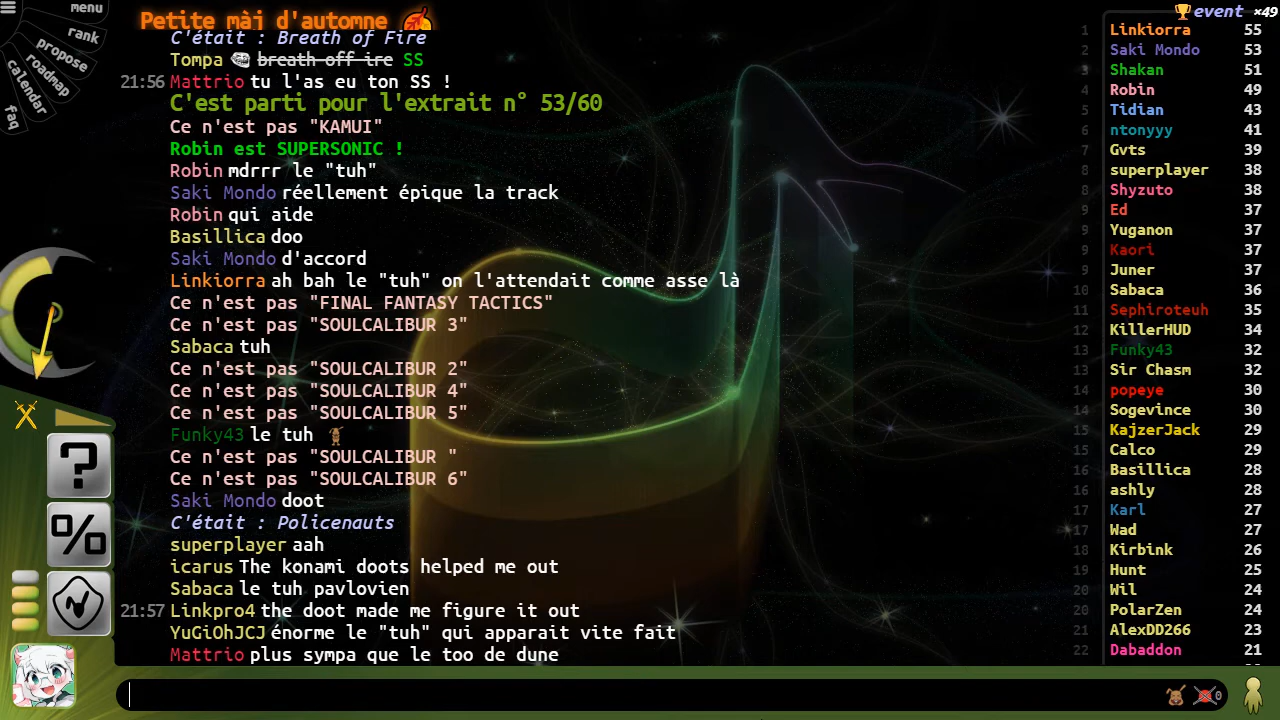 menu
rank
propose
roadmap
calendar
faq
Petite mài d'automne
C'était : Breath of Fire
Tompa breath off ire SS
21:56 Mattrio tu l'as eu ton SS !
C'est parti pour l'extrait n° 53/60
Ce n'est pas "KAMUI"
Robin est SUPERSONIC !
Robin mdrrr le "tuh"
Saki Mondo réellement épique la track
Robin qui aide
Basillica doo
Saki Mondo d'accord
Linkiorra ah bah le "tuh" on l'attendait comme asse là
Ce n'est pas "FINAL FANTASY TACTICS"
Ce n'est pas "SOULCALIBUR 3"
Sabaca tuh
Ce n'est pas "SOULCALIBUR 2"
Ce n'est pas "SOULCALIBUR 4"
Ce n'est pas "SOULCALIBUR 5"
Funky43 le tuh
Ce n'est pas "SOULCALIBUR "
Ce n'est pas "SOULCALIBUR 6"
Saki Mondo doot
C'était : Policenauts
superplayer aah
icarus The konami doots helped me out
Sabaca le tuh pavlovien
21:57 Linkpro4 the doot made me figure it out
YuGiOhJCJ énorme le "tuh" qui apparait vite fait
Mattrio plus sympa que le too de dune
?
%
0
event ×49
1 Linkiorra 55
2 Saki Mondo 53
3 Shakan 51
4 Robin 49
5 Tidian 43
6 ntonyyy 41
7 Gvts 39
8 superplayer 38
8 Shyzuto 38
9 Ed 37
9 Yuganon 37
9 Kaori 37
9 Juner 37
10 Sabaca 36
11 Sephiroteuh 35
12 KillerHUD 34
13 Funky43 32
13 Sir Chasm 32
14 popeye 30
14 Sogevince 30
15 KajzerJack 29
15 Calco 29
16 Basillica 28
16 ashly 28
17 Karl 27
17 Wad 27
18 Kirbink 26
19 Hunt 25
20 Wil 24
20 PolarZen 24
21 AlexDD266 23
22 Dabaddon 21